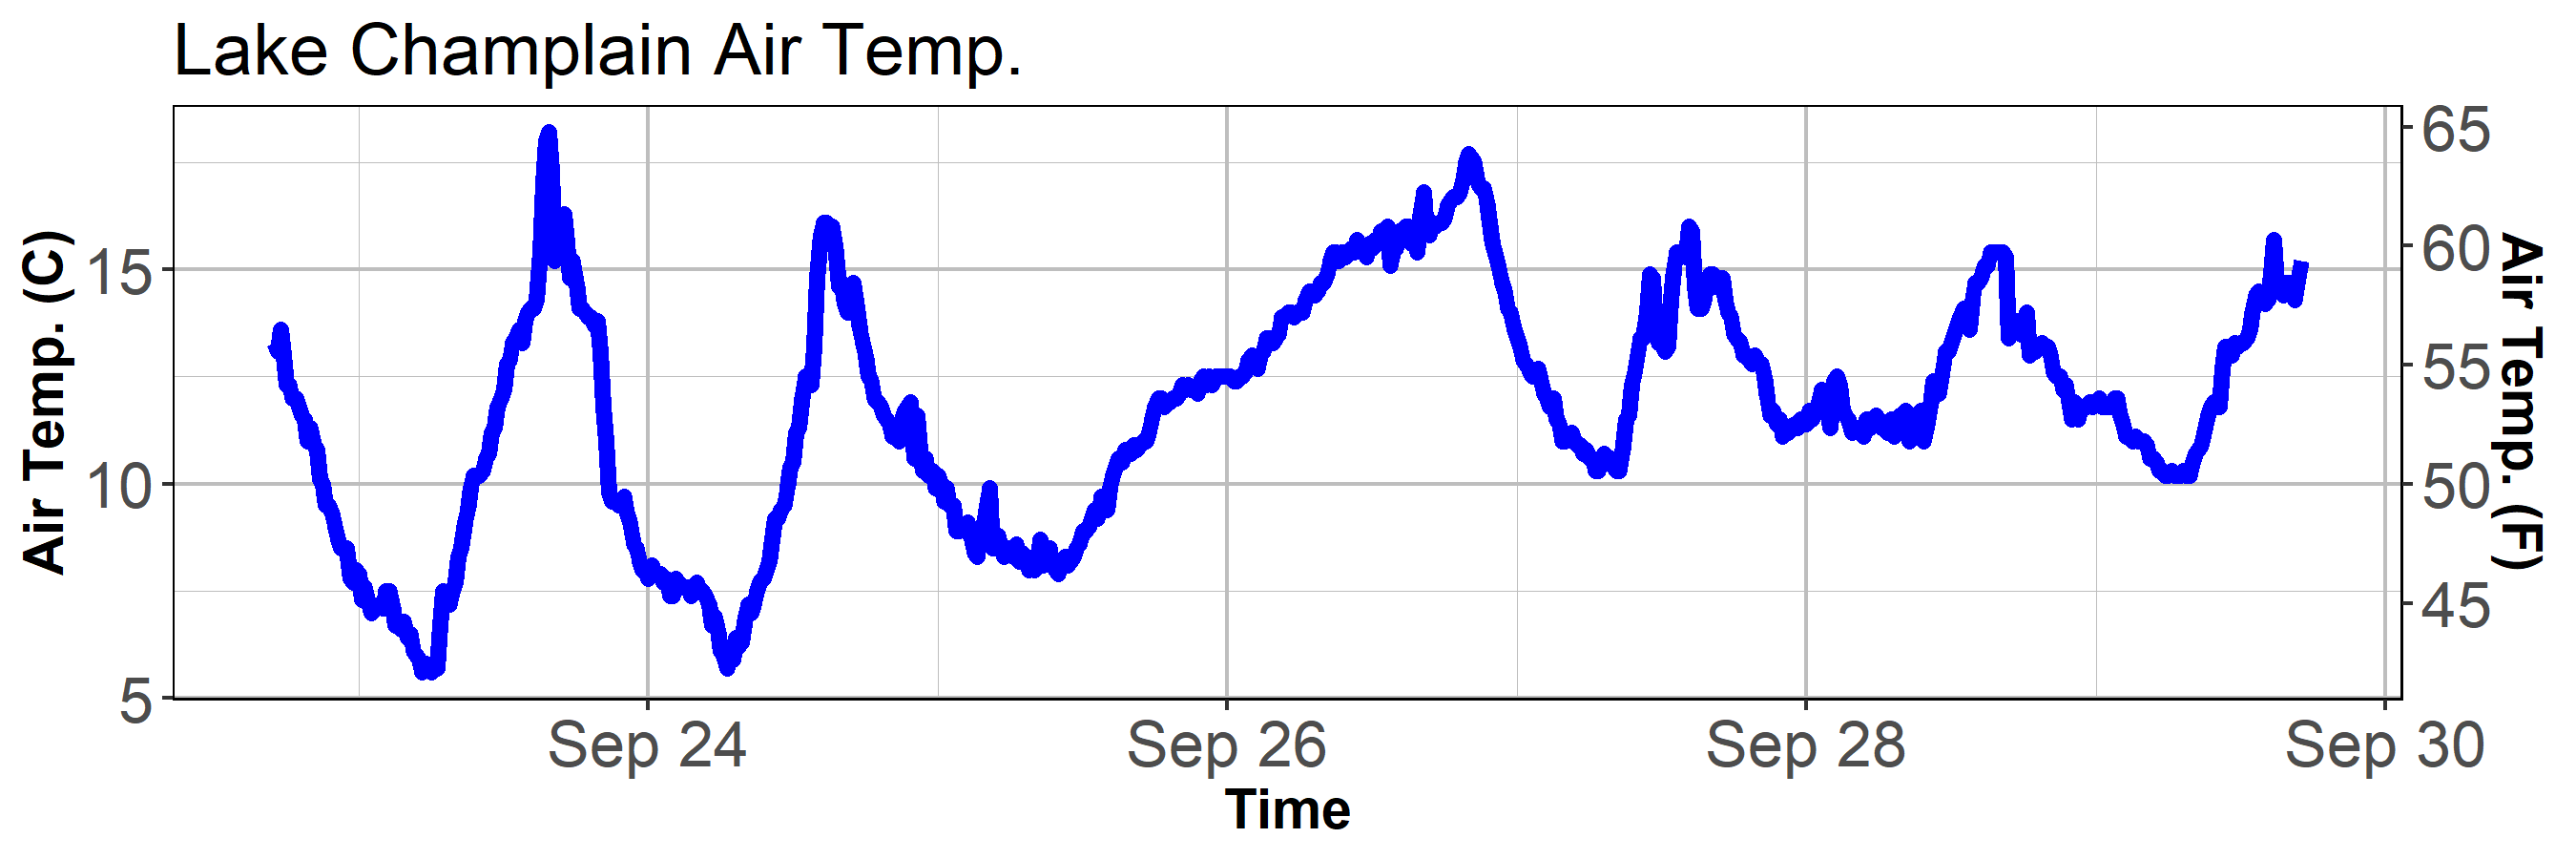 Lake Champlain Air Temp.
Air Temp. (C)
15
10
5
65
60
55
50
45
Air Temp. (F)
Sep 24 Sep 26 Sep 28 Sep 30
Time